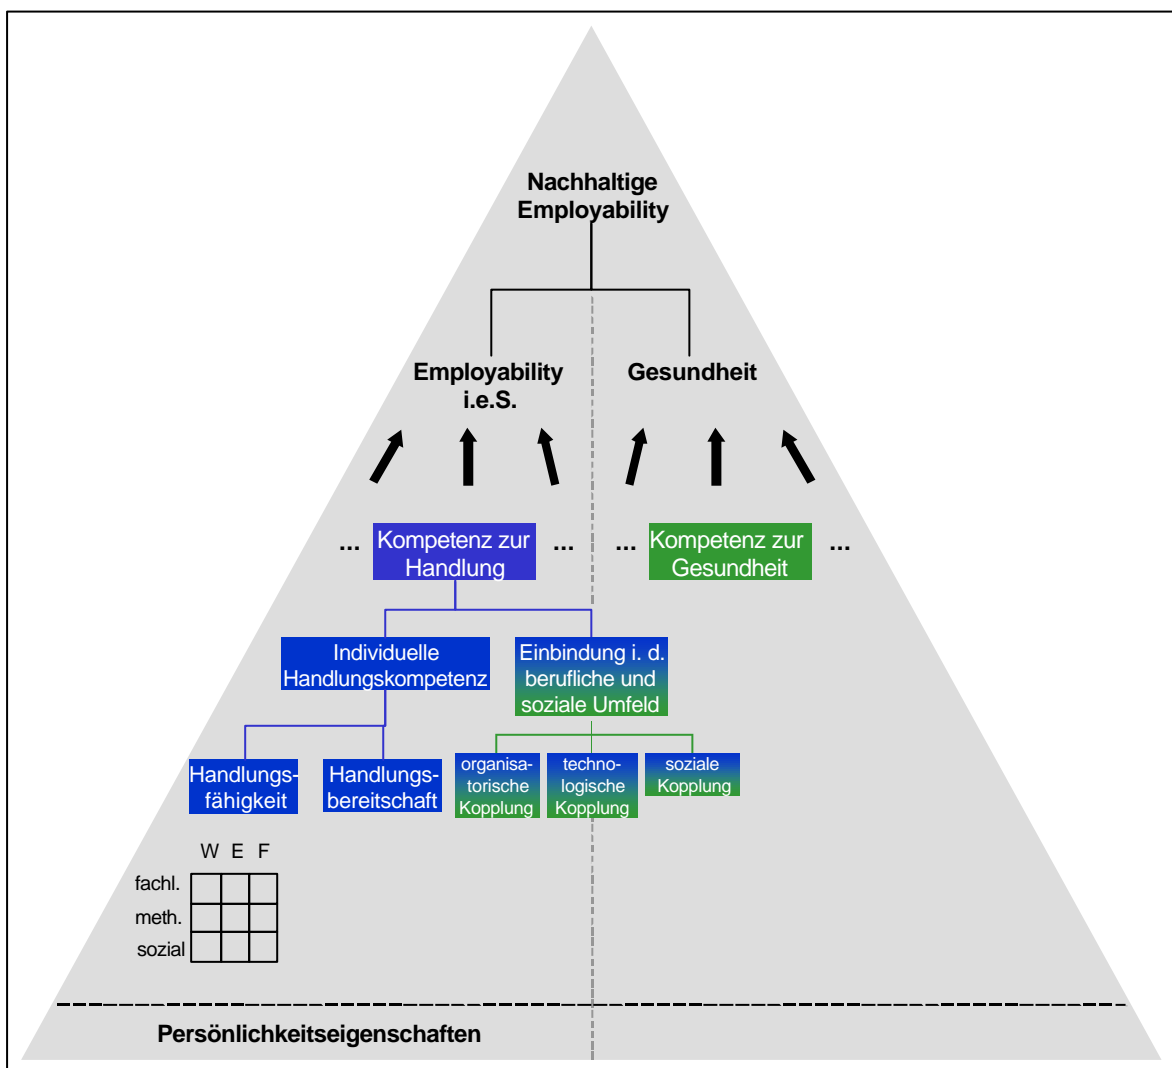 Nachhaltige
Employability
Employability
i.e.S.
Gesundheit
...
Kompetenz zur
Handlung
...
...
Kompetenz zur
Gesundheit
...
Individuelle
Handlungskompetenz
Einbindung i. d.
berufliche und
soziale Umfeld
Handlungs-
fähigkeit
Handlungs-
bereitschaft
organisa-
torische
Kopplung
techno-
logische
Kopplung
soziale
Kopplung
W E F
fachl.
meth.
sozial
Persönlichkeitseigenschaften